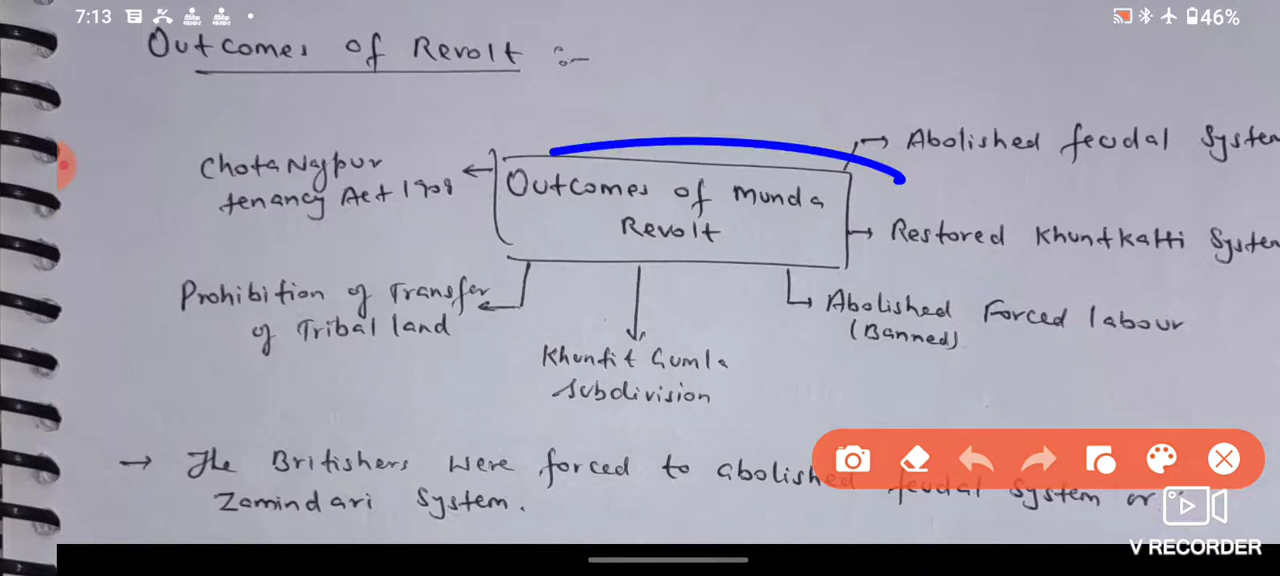 7:13
46%
Outcomes of Revolt :-
Chota Nagpur
tenancy Act 1908
Outcomes of munda
Revolt
Abolished feudal System
Restored Khuntkatti System
Prohibition of Transfer
of Tribal land
Abolished Forced labour
(Banned)
Khunti & Gumla
Subdivision
→ The Britishers were forced to abolished feudal system or
Zamindari System.
V RECORDER